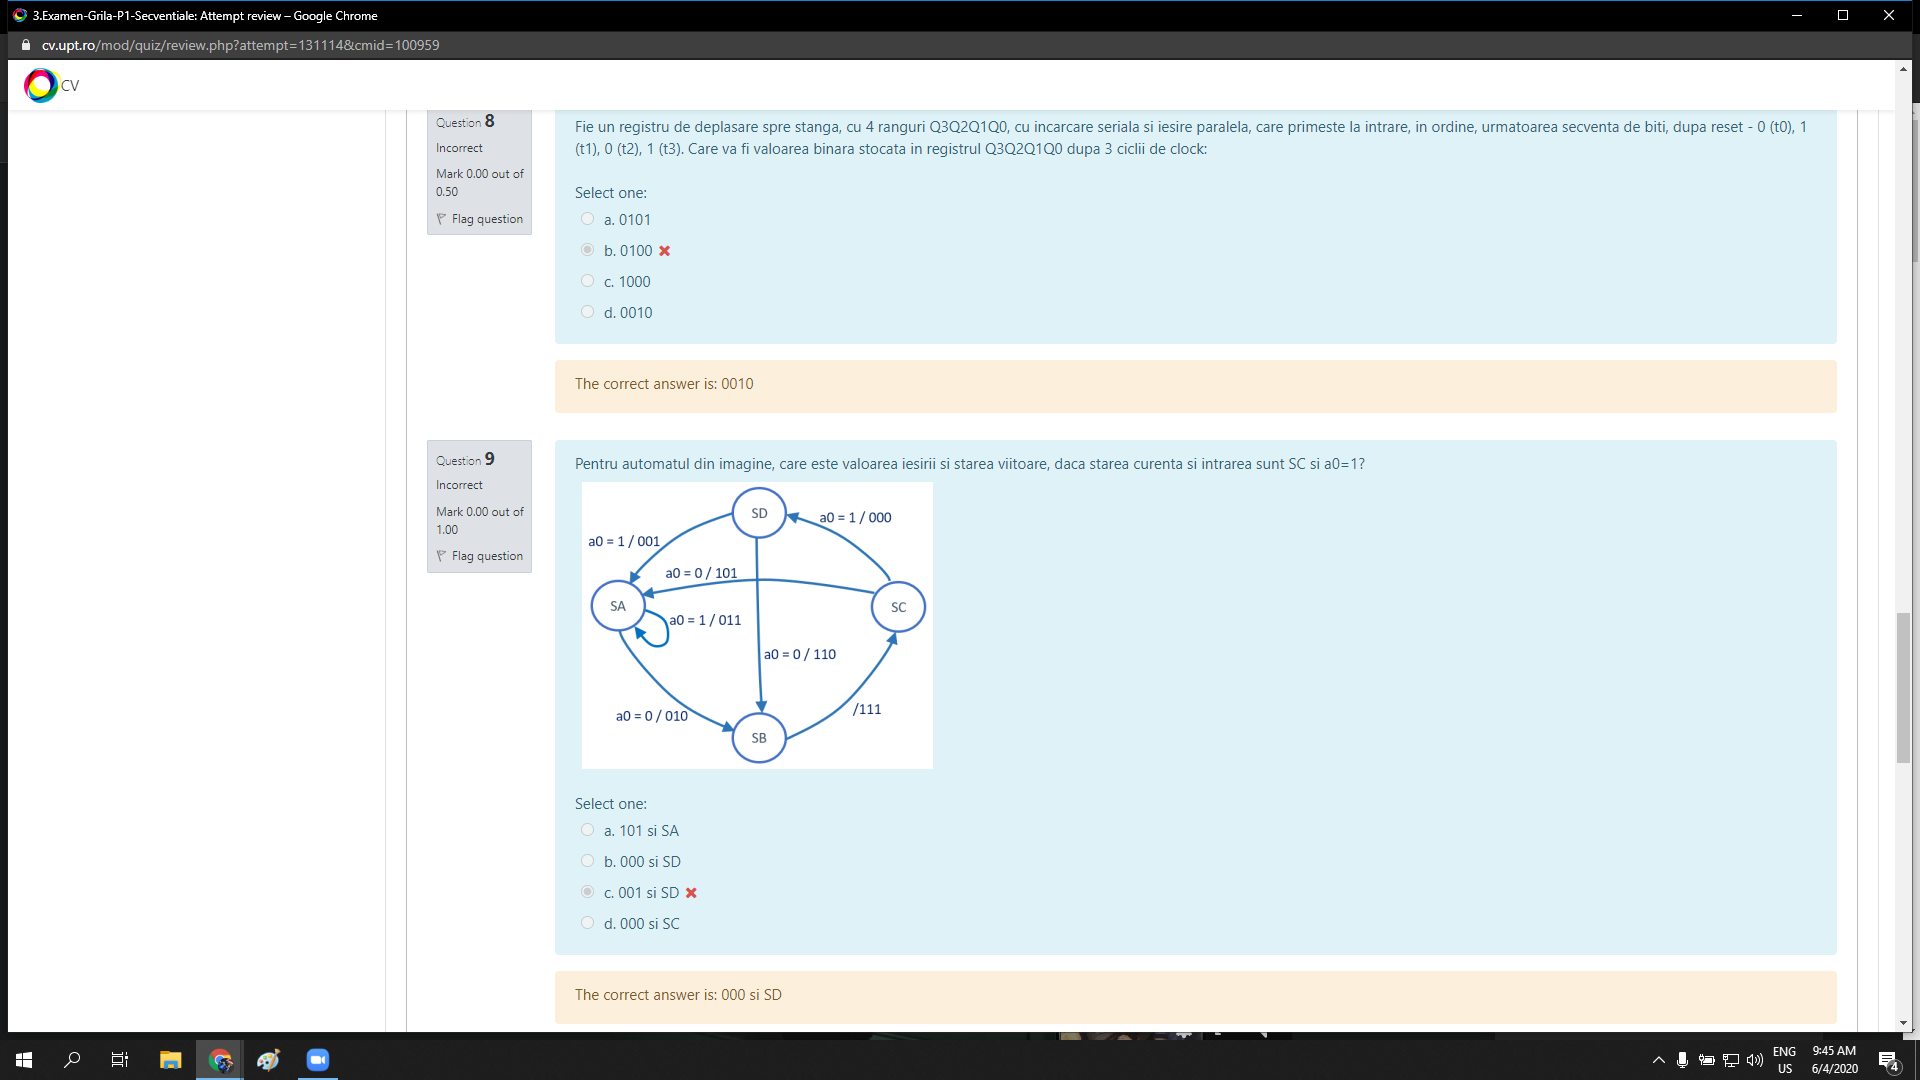 3.Examen-Grila-P1-Secventiale: Attempt review – Google Chrome
cv.upt.ro/mod/quiz/review.php?attempt=131114&cmid=100959
CV
Question 8
Incorrect
Mark 0.00 out of
0.50
Flag question
Fie un registru de deplasare spre stanga, cu 4 ranguri Q3Q2Q1Q0, cu incarcare seriala si iesire paralela, care primeste la intrare, in ordine, urmatoarea secventa de biti, dupa reset - 0 (t0), 1
(t1), 0 (t2), 1 (t3). Care va fi valoarea binara stocata in registrul Q3Q2Q1Q0 dupa 3 ciclii de clock:
Select one:
a. 0101
b. 0100
c. 1000
d. 0010
The correct answer is: 0010
Question 9
Incorrect
Mark 0.00 out of
1.00
Flag question
Pentru automatul din imagine, care este valoarea iesirii si starea viitoare, daca starea curenta si intrarea sunt SC si a0=1?
SD
a0 = 1 / 000
a0 = 1 / 001
a0 = 0 / 101
SA
SC
a0 = 1 / 011
a0 = 0 / 110
/111
a0 = 0 / 010
SB
Select one:
a. 101 si SA
b. 000 si SD
c. 001 si SD
d. 000 si SC
The correct answer is: 000 si SD
ENG
US
9:45 AM
6/4/2020
4